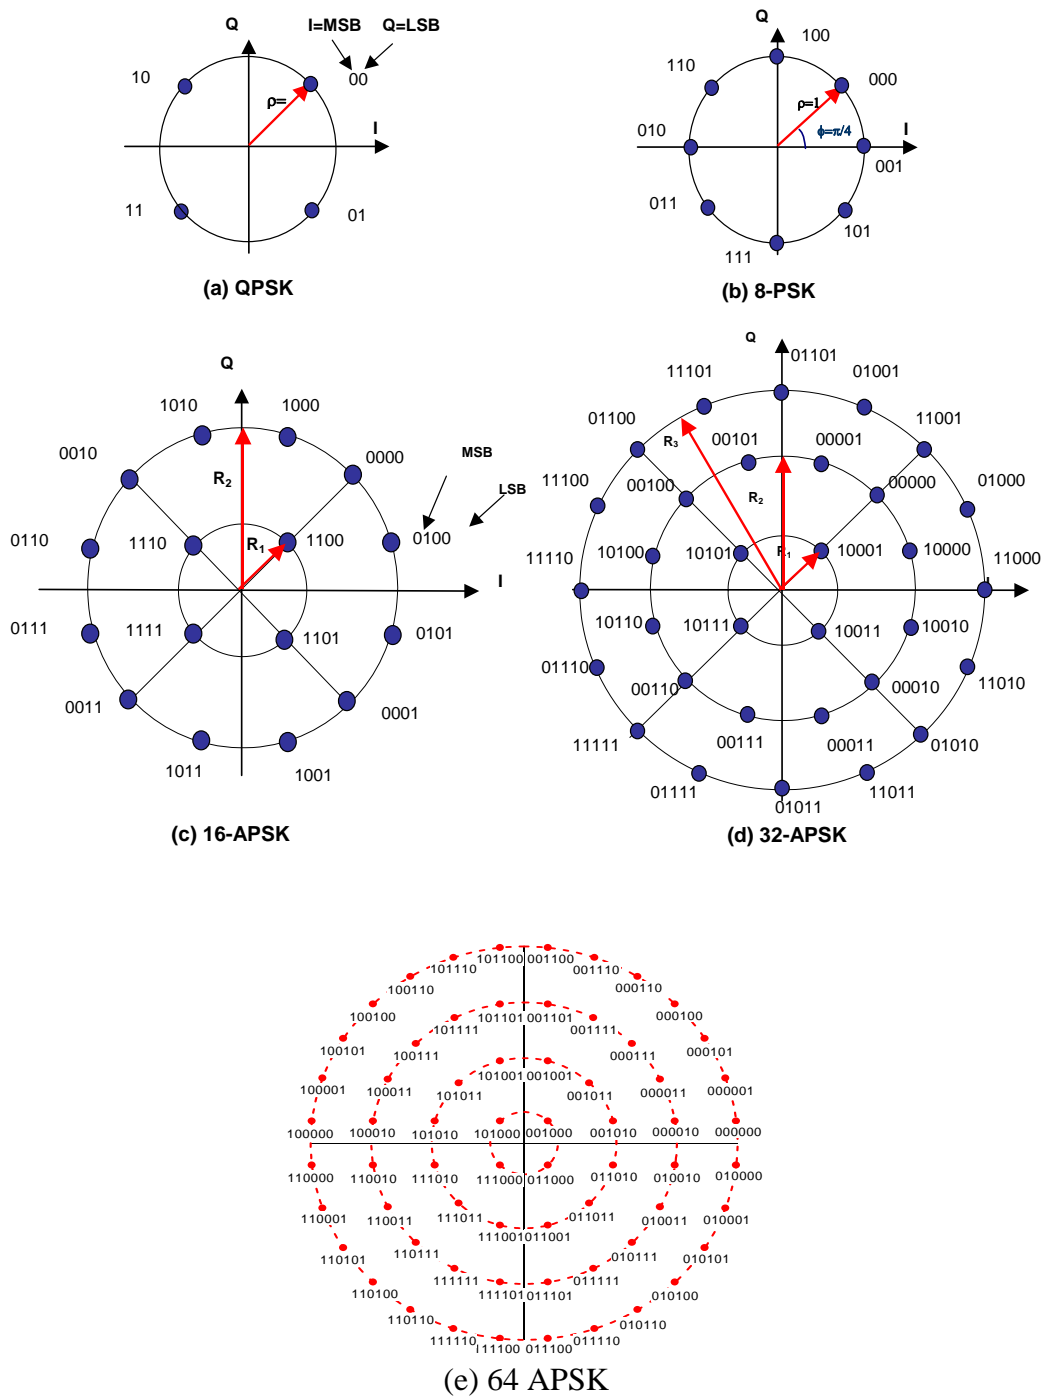 Q I=MSB Q=LSB
10 00
ρ=
I
11 01
(a) QPSK
Q
100
110 000
ρ=1
010 ϕ=π/4 I
001
011 101
111
(b) 8-PSK
Q
1010 1000
0010 0000 MSB
R2
LSB
0110 1110 R1 1100 0100
I
0111 1111 1101 0101
0011 0001
1011 1001
(c) 16-APSK
Q 01101
11101 01001
01100 11001
R3 00101 00001
11100 00100 R2 00000 01000
11110 10100 10101 R1 10001 10000 11000
I
10110 10111 10011 10010
01110 00110 00010 11010
11111 00111 00011 01010
01111 01011 11011
(d) 32-APSK
101110 101100 001100 001110
100110 000110
100100 101101 001101 000100
101111 001111
100101 100111 000111 000101
101001 001001
100001 100011 101011 001011 000011 000001
100000 100010 101010 101000 001000 001010 000010 000000
110000 110010 111010 111000 011000 011010 010010 010000
110001 110011 111011 011011 010011 010001
111001 011001
110101 110111 010111 010101
111111 011111
110100 111101 011101 010100
110110 010110
111110 111100 011100 011110
(e) 64 APSK